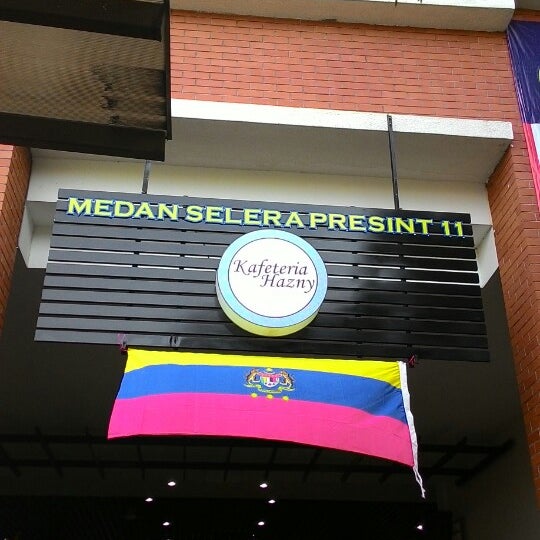 MEDAN SELERA PRESINT 11
Kafeteria
Hazny